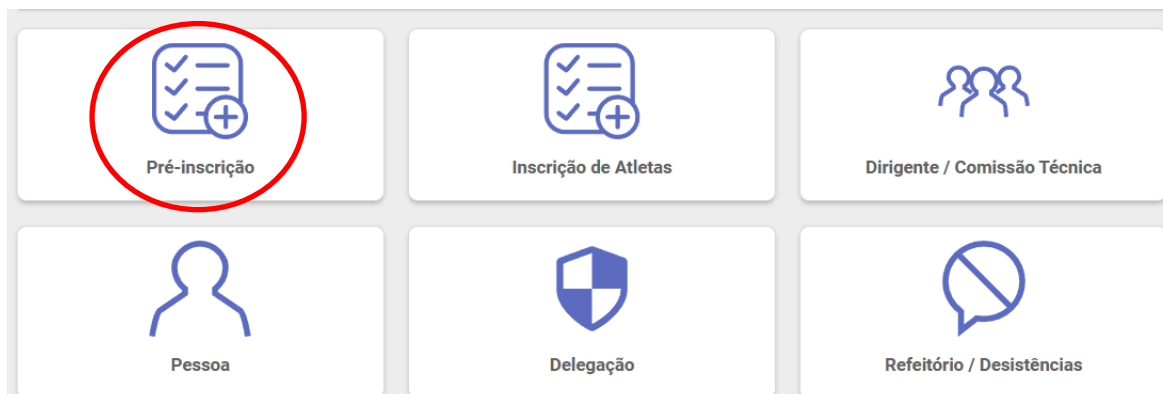 Pré-inscrição
Inscrição de Atletas
Dirigente / Comissão Técnica
Pessoa
Delegação
Refeitório / Desistências